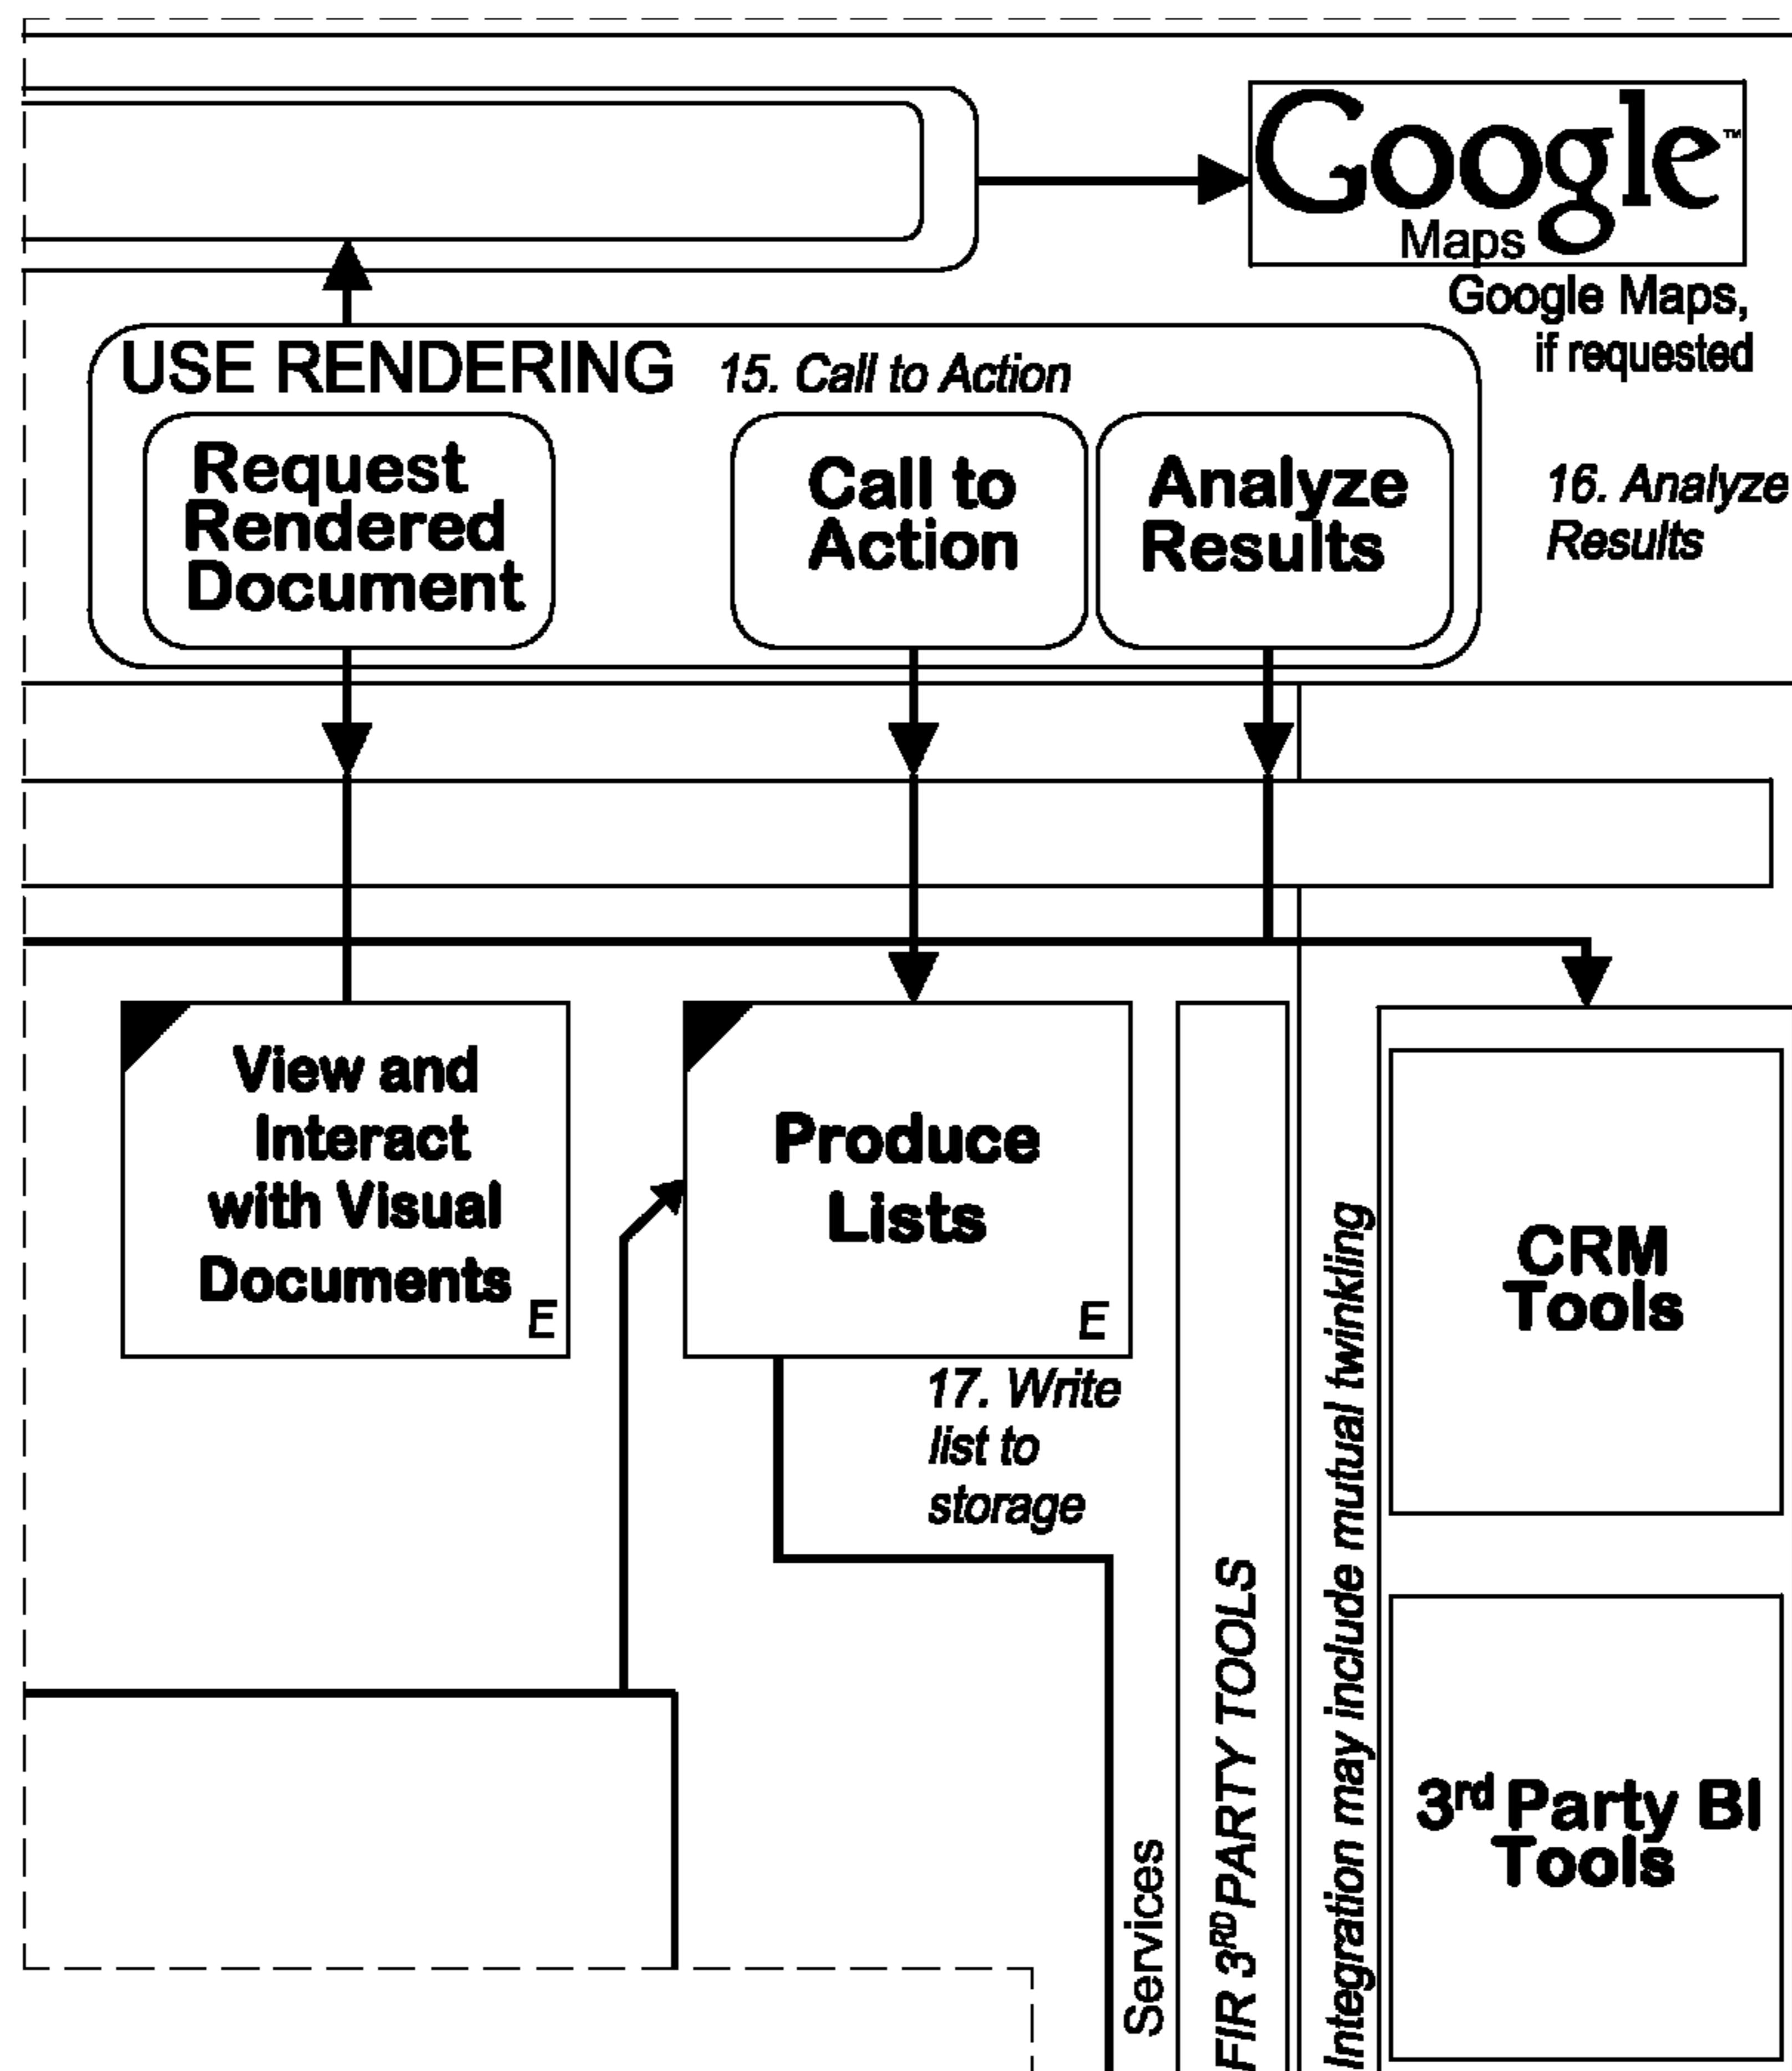 Google™
Maps
Google Maps,
if requested
USE RENDERING
15. Call to Action
Request
Rendered
Document
Call to
Action
Analyze
Results
16. Analyze
Results
View and
Interact
with Visual
Documents
E
Produce
Lists
E
17. Write
list to
storage
Services
FIR 3RD PARTY TOOLS
Integration may include mutual twinkling
CRM
Tools
3rd Party BI
Tools